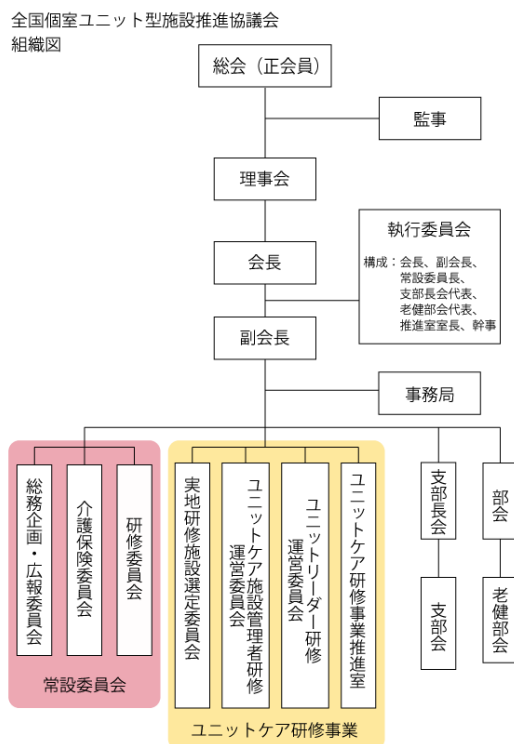 全国個室ユニット型施設推進協議会
組織図
総会（正会員）
監事
理事会
執行委員会
構成：会長、副会長、
常設委員長、
支部長会代表、
老健部会代表、
推進室室長、幹事
会長
副会長
事務局
総務企画・広報委員会
介護保険委員会
研修委員会
常設委員会
実地研修施設選定委員会
ユニットケア施設管理者研修
運営委員会
ユニットリーダー研修
運営委員会
ユニットケア研修事業推進室
ユニットケア研修事業
支部長会
支部会
部会
老健部会